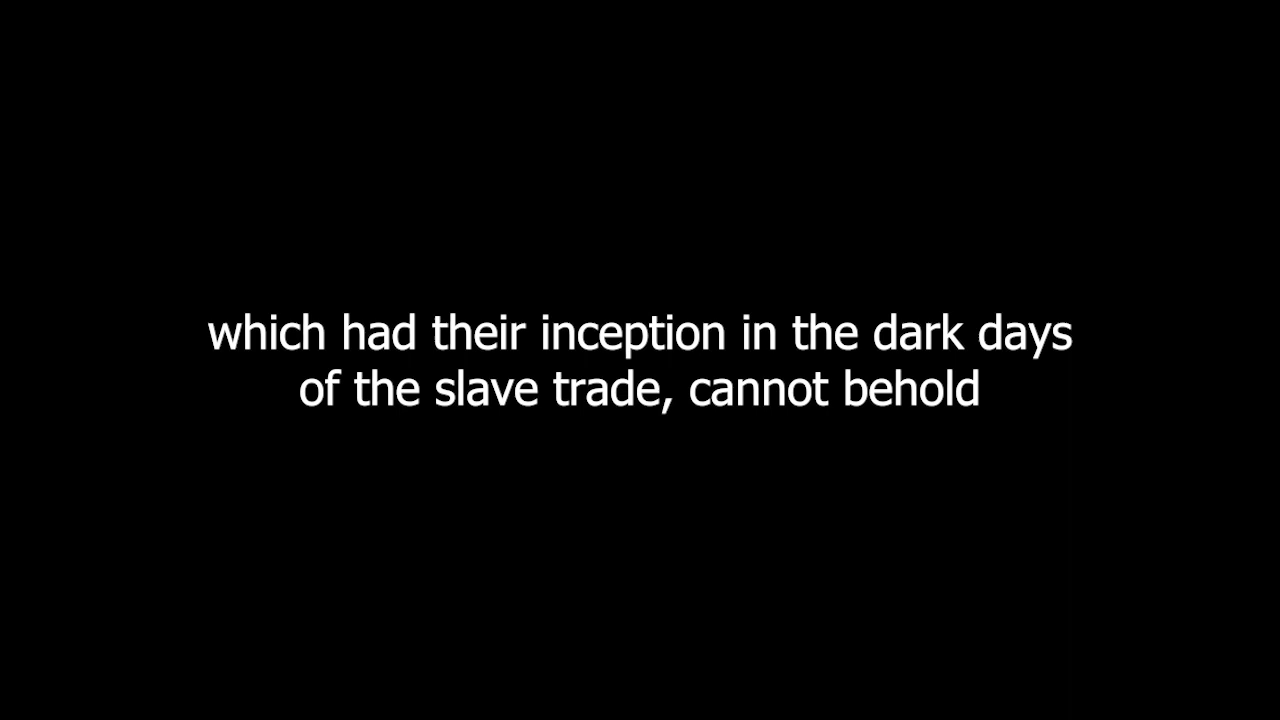 which had their inception in the dark days
of the slave trade, cannot behold